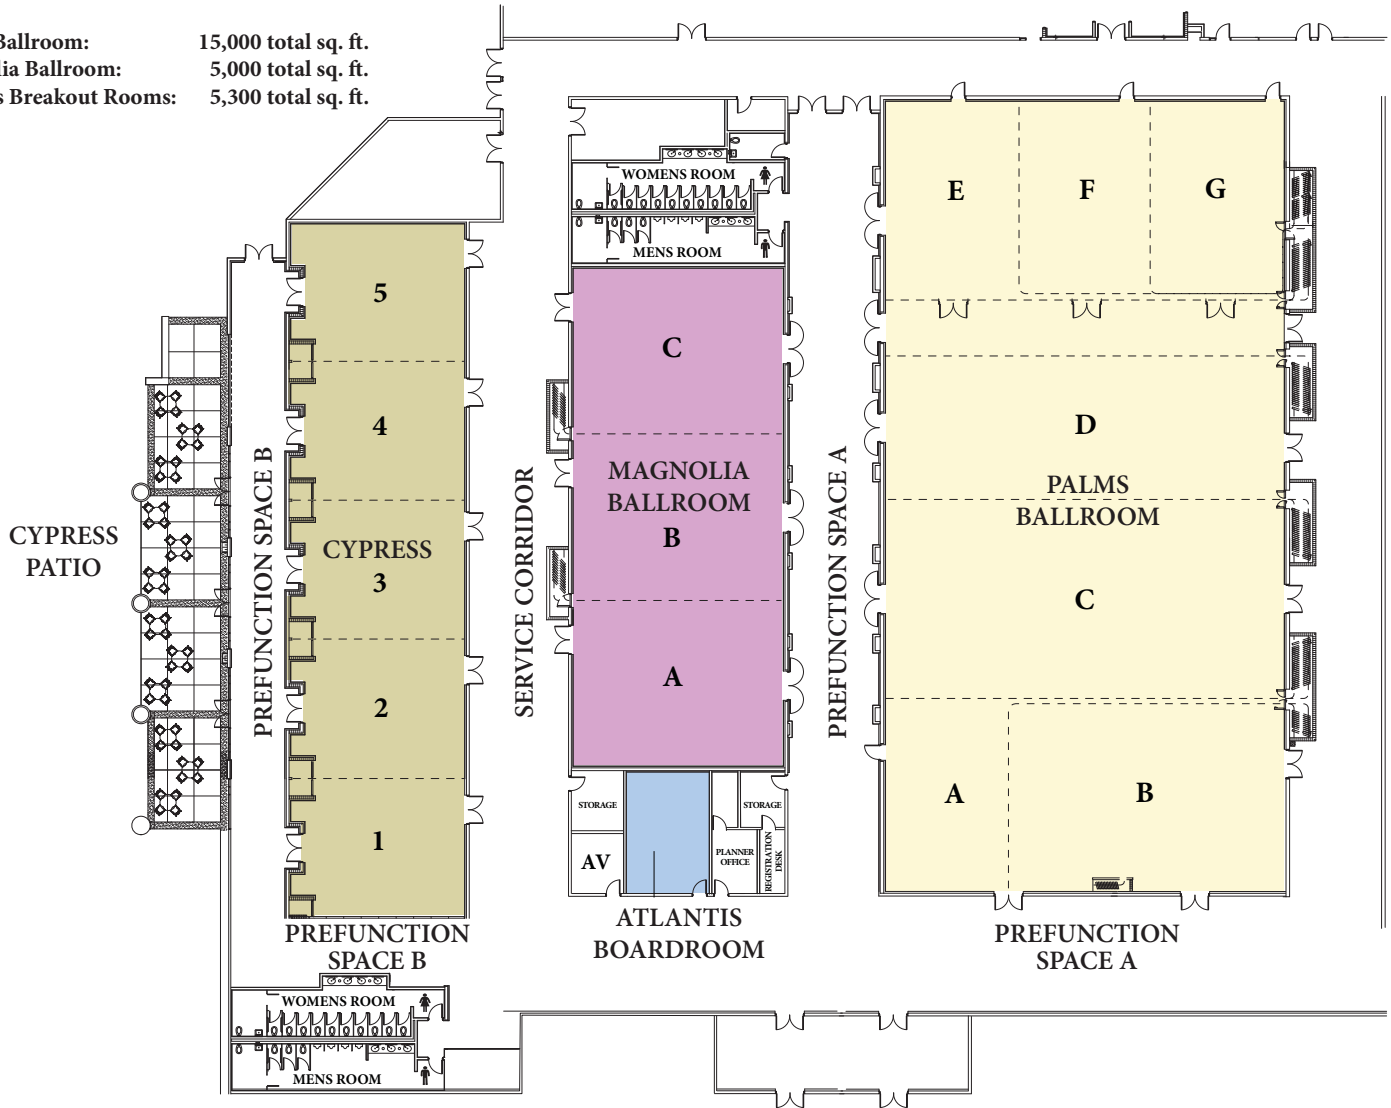 Ballroom: 15,000 total sq. ft.
Ballroom: 5,000 total sq. ft.
Breakout Rooms: 5,300 total sq. ft.
WOMENS ROOM
MENS ROOM
E
F
G
5
4
CYPRESS
3
2
1
C
MAGNOLIA
BALLROOM
B
A
D
PALMS
BALLROOM
C
A
B
CYPRESS
PATIO
PREFUNCTION SPACE B
SERVICE CORRIDOR
PREFUNCTION SPACE A
STORAGE
AV
STORAGE
PLANNER
OFFICE
REGISTRATION
DESK
ATLANTIS
BOARDROOM
PREFUNCTION
SPACE B
PREFUNCTION
SPACE A
WOMENS ROOM
MENS ROOM